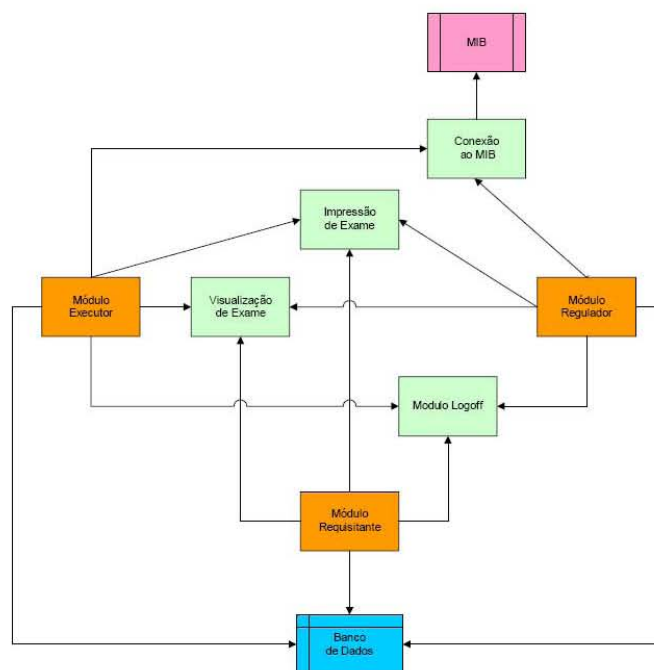 MIB
Conexão
ao MIB
Impressão
de Exame
Módulo
Executor
Visualização
de Exame
Módulo
Regulador
Modulo Logoff
Módulo
Requisitante
Banco
de Dados